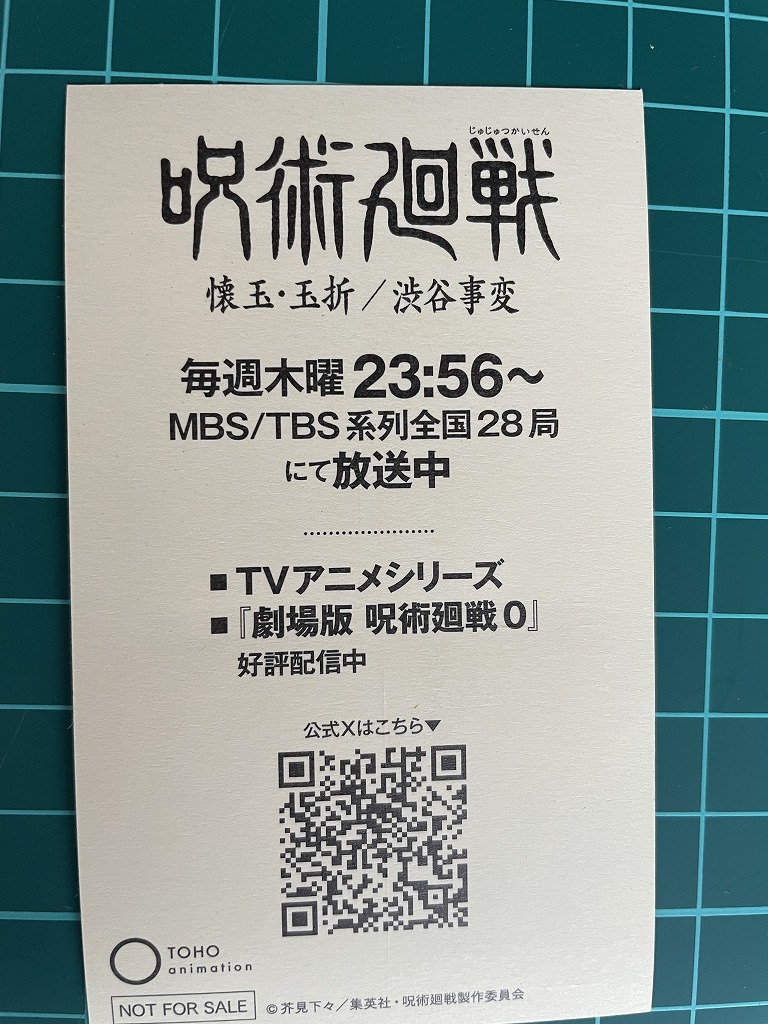 じゅじゅつかいせん
呪術廻戦
懐玉・玉折／渋谷事変
毎週木曜 23:56～
MBS/TBS 系列全国 28 局
にて放送中
■ TVアニメシリーズ
■『劇場版 呪術廻戦 0』
好評配信中
公式Xはこちら▼
TOHO
animation
NOT FOR SALE
©芥見下々／集英社・呪術廻戦製作委員会